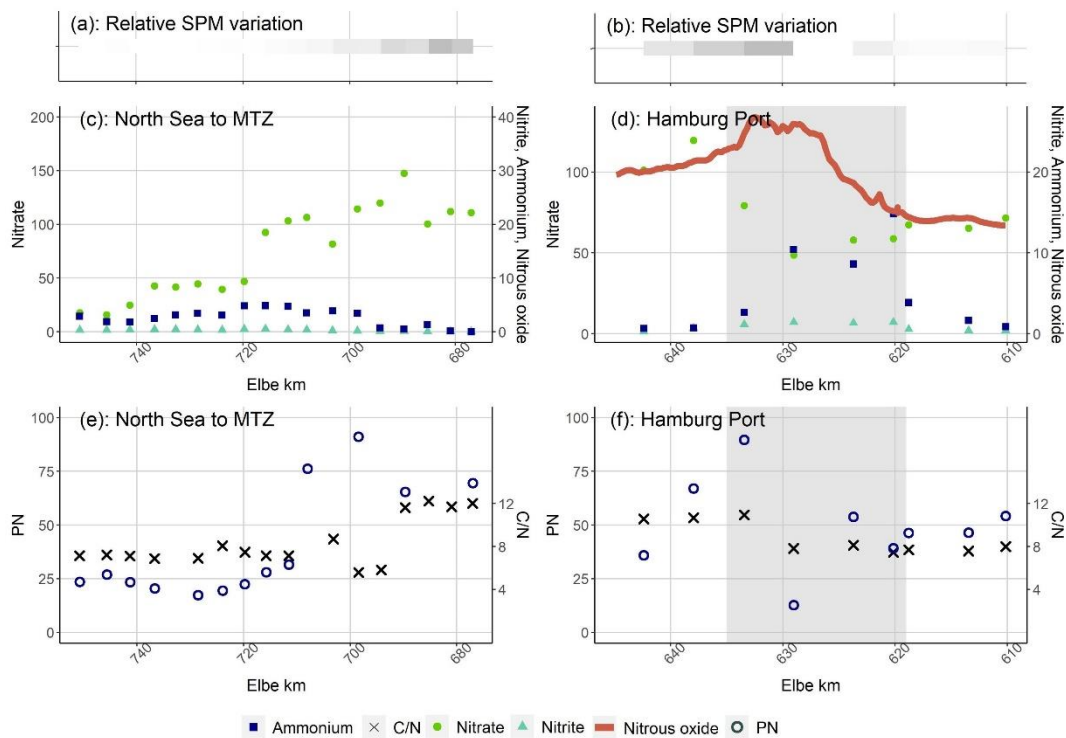 (a): Relative SPM variation
(b): Relative SPM variation
(c): North Sea to MTZ
200
150
100
50
0
Nitrate
40
30
20
10
0
Nitrite, Ammonium, Nitrous oxide
740
720
700
680
Elbe km
(d): Hamburg Port
100
50
0
Nitrate
20
10
0
Nitrite, Ammonium, Nitrous oxide
640
630
620
610
Elbe km
(e): North Sea to MTZ
100
75
50
25
0
PN
12
8
4
C/N
740
720
700
680
Elbe km
(f): Hamburg Port
100
75
50
25
0
PN
12
8
4
C/N
640
630
620
610
Elbe km
Ammonium C/N Nitrate Nitrite Nitrous oxide PN